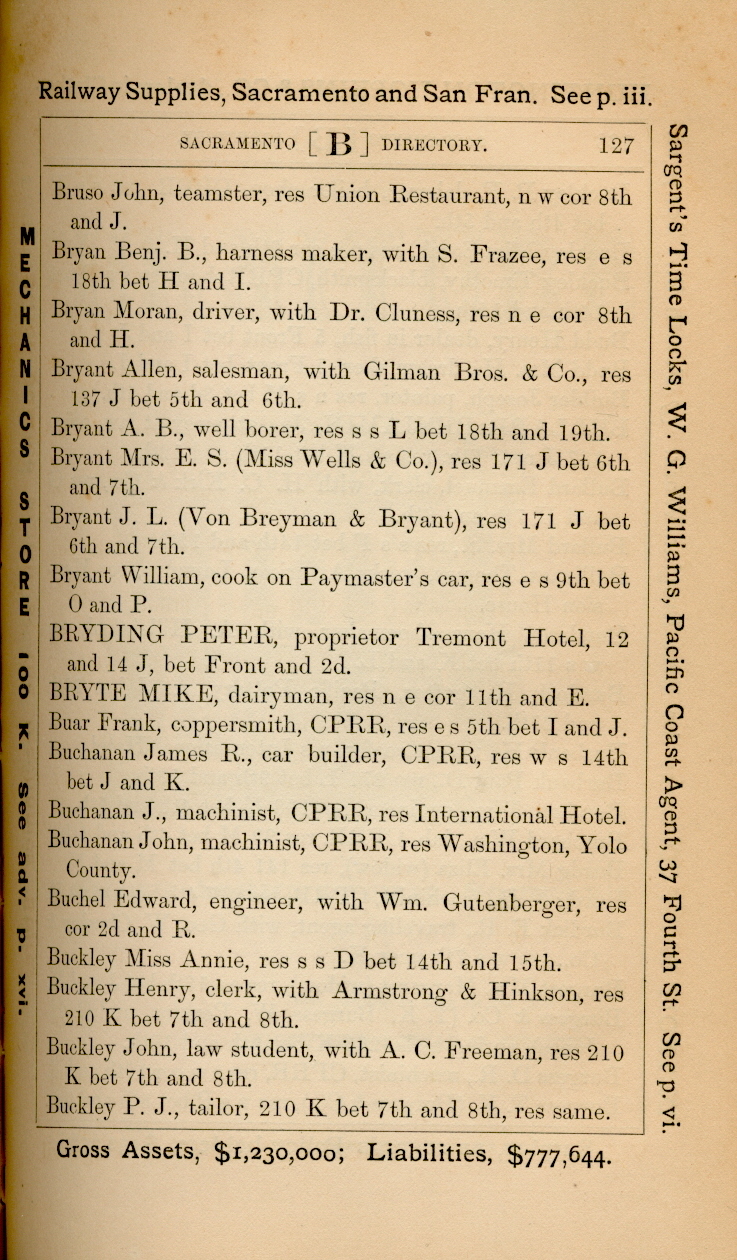 Railway Supplies, Sacramento and San Fran. See p. iii.
SACRAMENTO [B] DIRECTORY. 127
Bruso John, teamster, res Union Restaurant, n w cor 8th
and J.
Bryan Benj. B., harness maker, with S. Frazee, res e s
18th bet H and I.
Bryan Moran, driver, with Dr. Cluness, res n e cor 8th
and H.
Bryant Allen, salesman, with Gilman Bros. & Co., res
137 J bet 5th and 6th.
Bryant A. B., well borer, res s s L bet 18th and 19th.
Bryant Mrs. E. S. (Miss Wells & Co.), res 171 J bet 6th
and 7th.
Bryant J. L. (Von Breyman & Bryant), res 171 J bet
6th and 7th.
Bryant William, cook on Paymaster's car, res e s 9th bet
O and P.
BRYDING PETER, proprietor Tremont Hotel, 12
and 14 J, bet Front and 2d.
BRYTE MIKE, dairyman, res n e cor 11th and E.
Buar Frank, coppersmith, CPRR, res e s 5th bet I and J.
Buchanan James R., car builder, CPRR, res w s 14th
bet J and K.
Buchanan J., machinist, CPRR, res International Hotel.
Buchanan John, machinist, CPRR, res Washington, Yolo
County.
Buchel Edward, engineer, with Wm. Gutenberger, res
cor 2d and R.
Buckley Miss Annie, res s s D bet 14th and 15th.
Buckley Henry, clerk, with Armstrong & Hinkson, res
210 K bet 7th and 8th.
Buckley John, law student, with A. C. Freeman, res 210
K bet 7th and 8th.
Buckley P. J., tailor, 210 K bet 7th and 8th, res same.
Gross Assets, $1,230,000; Liabilities, $777,644.
MECHANICS STORE 100 K. See adv. p. xvi.
Sargent's Time Locks, W. G. Williams, Pacific Coast Agent, 37 Fourth St. See p. vi.